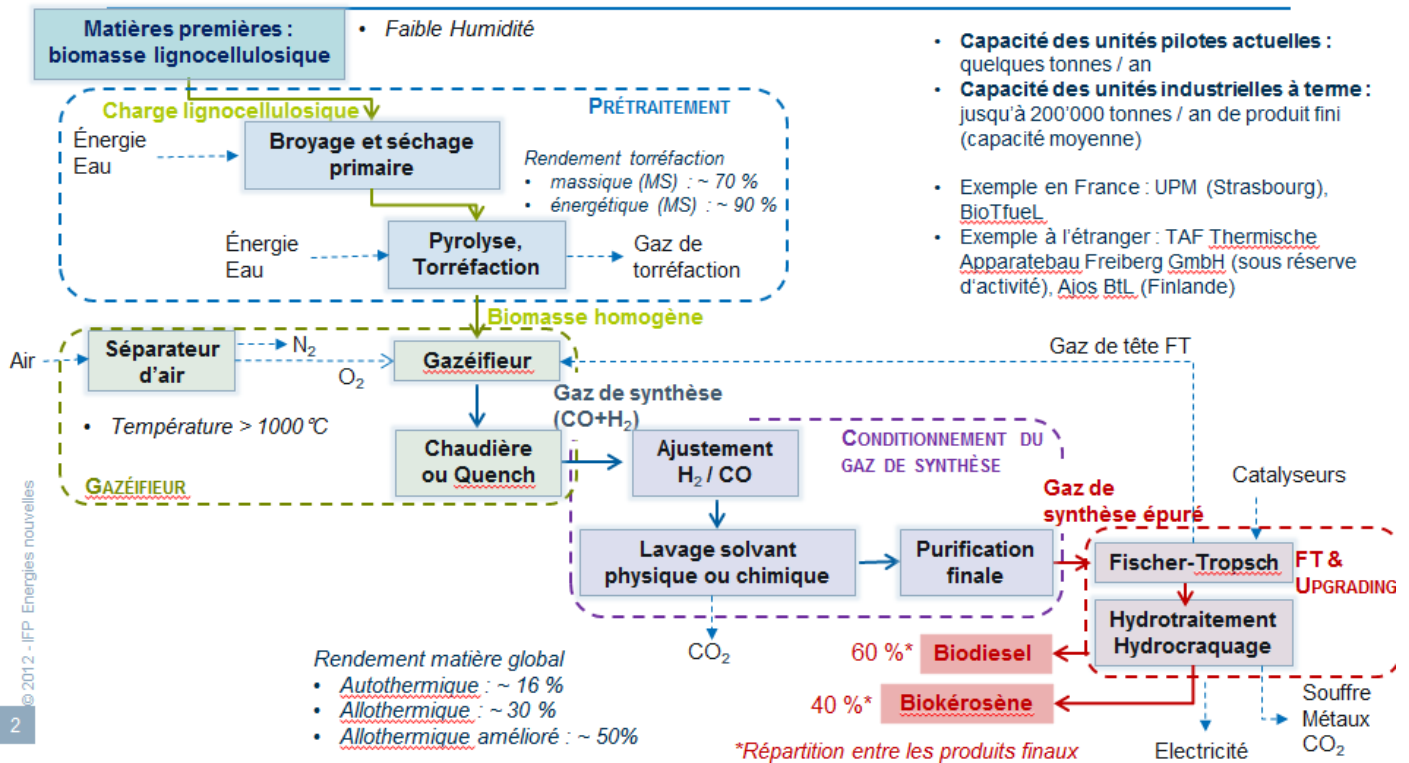 Matières premières :
biomasse lignocellulosique
• Faible Humidité
• Capacité des unités pilotes actuelles :
quelques tonnes / an
• Capacité des unités industrielles à terme :
jusqu'à 200'000 tonnes / an de produit fini
(capacité moyenne)
• Exemple en France : UPM (Strasbourg),
BioTfueL
• Exemple à l'étranger : TAF Thermische
Apparatebau Freiberg GmbH (sous réserve
d'activité), Ajos BtL (Finlande)
Charge lignocellulosique
PRÉTRAITEMENT
Énergie
Eau
Broyage et séchage
primaire
Rendement torréfaction
• massique (MS) : ~ 70 %
• énergétique (MS) : ~ 90 %
Énergie
Eau
Pyrolyse,
Torréfaction
Gaz de
torréfaction
Biomasse homogène
Air
Séparateur
d'air
N₂
O₂
Gazéifieur
Gaz de tête FT
• Température > 1000 °C
Gaz de synthèse
(CO+H₂)
Chaudière
ou Quench
GAZÉIFIEUR
Ajustement
H₂ / CO
CONDITIONNEMENT DU
GAZ DE SYNTHÈSE
Gaz de
synthèse épuré
Catalyseurs
Lavage solvant
physique ou chimique
Purification
finale
Fischer-Tropsch
FT &
UPGRADING
Hydrotraitement
Hydrocraquage
CO₂
60 %*
Biodiesel
40 %*
Biokérosène
Souffre
Métaux
CO₂
Electricité
*Répartition entre les produits finaux
Rendement matière global
• Autothermique : ~ 16 %
• Allothermique : ~ 30 %
• Allothermique amélioré : ~ 50%
© 2012 - IFP Energies nouvelles
2